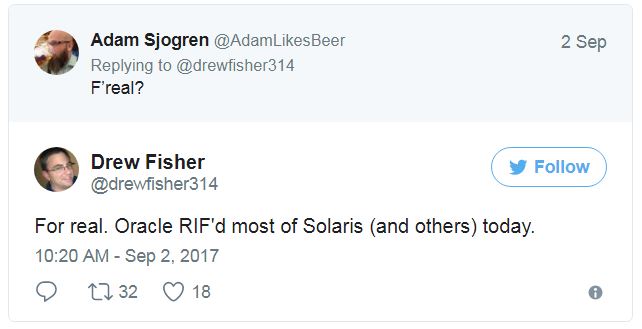 Adam Sjogren @AdamLikesBeer
2 Sep
Replying to @drewfisher314
F'real?
Drew Fisher
@drewfisher314
Follow
For real. Oracle RIF'd most of Solaris (and others) today.
10:20 AM - Sep 2, 2017
32
18